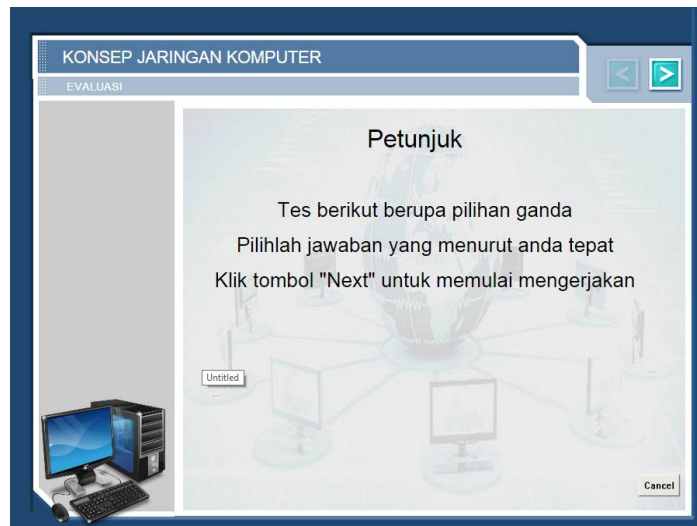 KONSEP JARINGAN KOMPUTER
EVALUASI
Petunjuk
Tes berikut berupa pilihan ganda
Pilihlah jawaban yang menurut anda tepat
Klik tombol "Next" untuk memulai mengerjakan
Untitled
Cancel